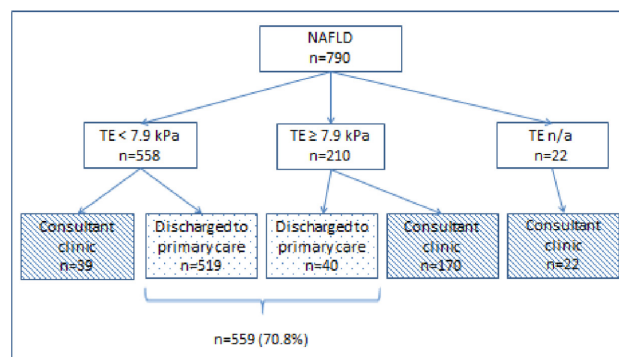 NAFLD
n=790
TE < 7.9 kPa
n=558
TE ≥ 7.9 kPa
n=210
TE n/a
n=22
Consultant
clinic
n=39
Discharged to
primary care
n=519
Discharged to
primary care
n=40
Consultant
clinic
n=170
Consultant
clinic
n=22
n=559 (70.8%)